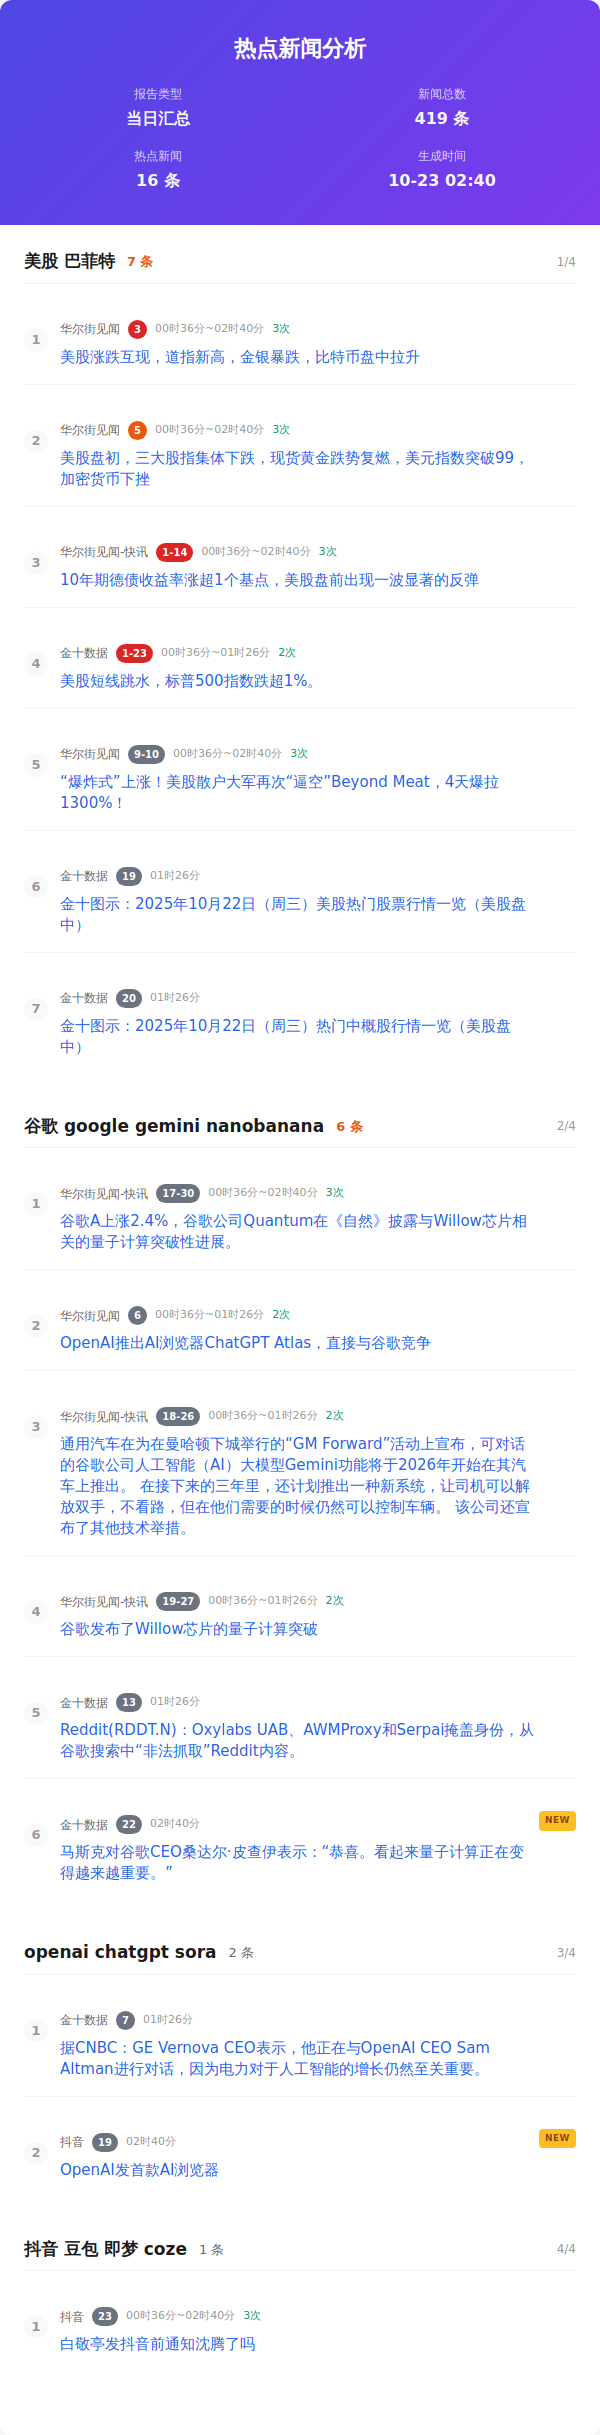 热点新闻分析
报告类型
当日汇总
新闻总数
419 条
热点新闻
16 条
生成时间
10-23 02:40
美股 巴菲特 7 条 1/4
1
华尔街见闻 3 00时36分~02时40分 3次
美股涨跌互现，道指新高，金银暴跌，比特币盘中拉升
2
华尔街见闻 5 00时36分~02时40分 3次
美股盘初，三大股指集体下跌，现货黄金跌势复燃，美元指数突破99，
加密货币下挫
3
华尔街见闻-快讯 1-14 00时36分~02时40分 3次
10年期德债收益率涨超1个基点，美股盘前出现一波显著的反弹
4
金十数据 1-23 00时36分~01时26分 2次
美股短线跳水，标普500指数跌超1%。
5
华尔街见闻 9-10 00时36分~02时40分 3次
“爆炸式”上涨！美股散户大军再次“逼空”Beyond Meat，4天爆拉
1300%！
6
金十数据 19 01时26分
金十图示：2025年10月22日（周三）美股热门股票行情一览（美股盘
中）
7
金十数据 20 01时26分
金十图示：2025年10月22日（周三）热门中概股行情一览（美股盘
中）
谷歌 google gemini nanobanana 6 条 2/4
1
华尔街见闻-快讯 17-30 00时36分~02时40分 3次
谷歌A上涨2.4%，谷歌公司Quantum在《自然》披露与Willow芯片相
关的量子计算突破性进展。
2
华尔街见闻 6 00时36分~01时26分 2次
OpenAI推出AI浏览器ChatGPT Atlas，直接与谷歌竞争
3
华尔街见闻-快讯 18-26 00时36分~01时26分 2次
通用汽车在为在曼哈顿下城举行的“GM Forward”活动上宣布，可对话
的谷歌公司人工智能（AI）大模型Gemini功能将于2026年开始在其汽
车上推出。 在接下来的三年里，还计划推出一种新系统，让司机可以解
放双手，不看路，但在他们需要的时候仍然可以控制车辆。 该公司还宣
布了其他技术举措。
4
华尔街见闻-快讯 19-27 00时36分~01时26分 2次
谷歌发布了Willow芯片的量子计算突破
5
金十数据 13 01时26分
Reddit(RDDT.N)：Oxylabs UAB、AWMProxy和Serpai掩盖身份，从
谷歌搜索中“非法抓取”Reddit内容。
6
金十数据 22 02时40分 NEW
马斯克对谷歌CEO桑达尔·皮查伊表示：“恭喜。看起来量子计算正在变
得越来越重要。”
openai chatgpt sora 2 条 3/4
1
金十数据 7 01时26分
据CNBC：GE Vernova CEO表示，他正在与OpenAI CEO Sam
Altman进行对话，因为电力对于人工智能的增长仍然至关重要。
2
抖音 19 02时40分 NEW
OpenAI发首款AI浏览器
抖音 豆包 即梦 coze 1 条 4/4
1
抖音 23 00时36分~02时40分 3次
白敬亭发抖音前通知沈腾了吗